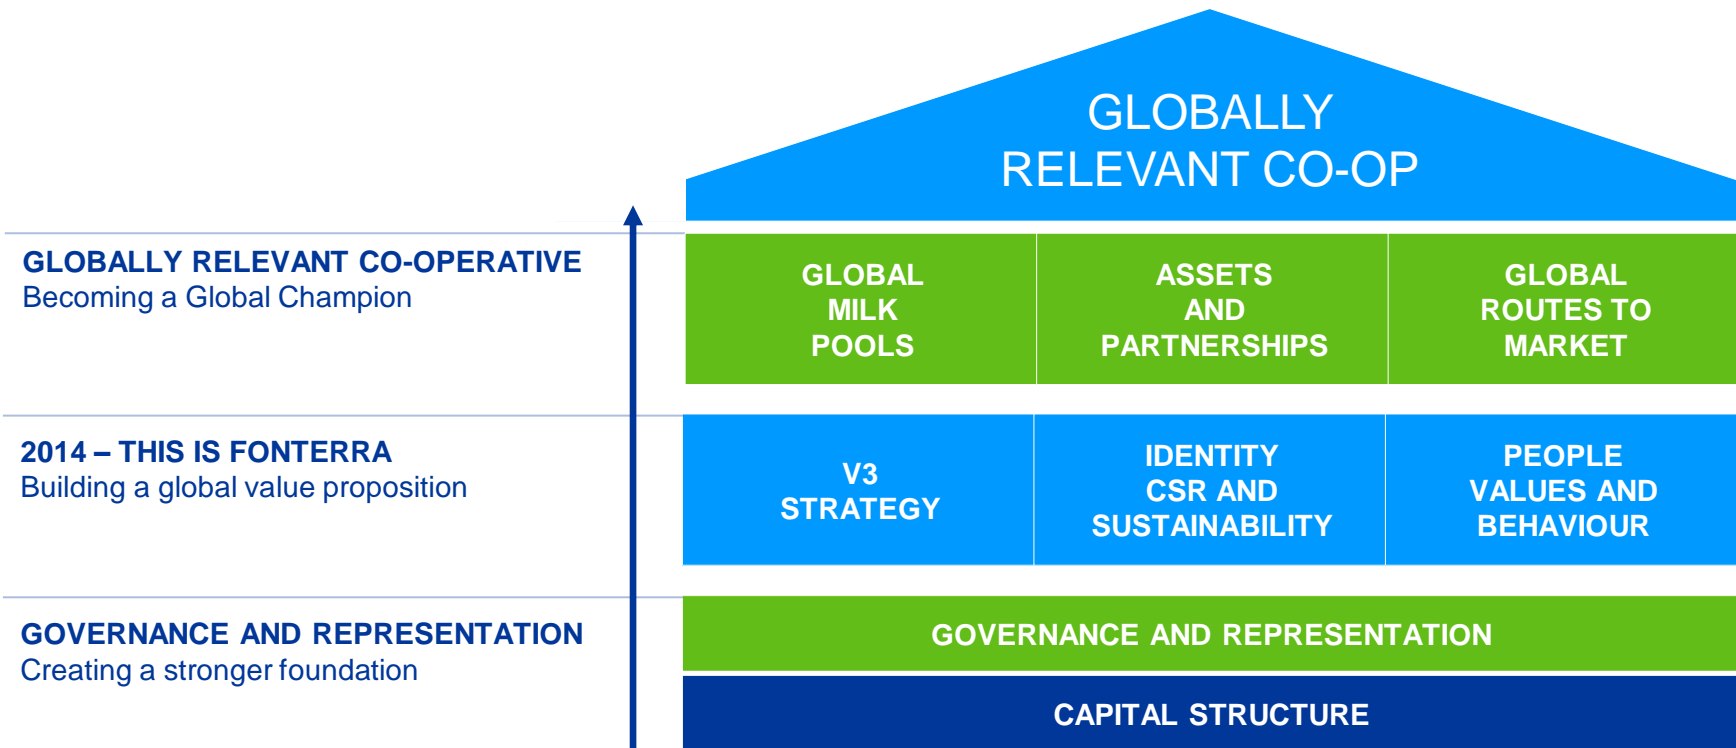 GLOBALLY
RELEVANT CO-OP
GLOBALLY RELEVANT CO-OPERATIVE
Becoming a Global Champion
GLOBAL
MILK
POOLS
ASSETS
AND
PARTNERSHIPS
GLOBAL
ROUTES TO
MARKET
2014 – THIS IS FONTERRA
Building a global value proposition
V3
STRATEGY
IDENTITY
CSR AND
SUSTAINABILITY
PEOPLE
VALUES AND
BEHAVIOUR
GOVERNANCE AND REPRESENTATION
Creating a stronger foundation
GOVERNANCE AND REPRESENTATION
CAPITAL STRUCTURE